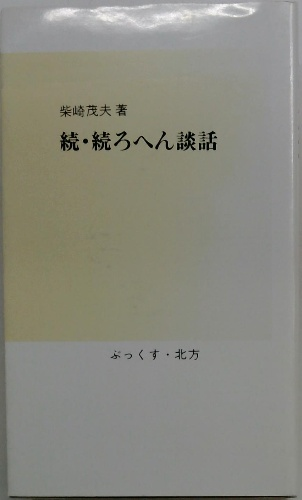 柴崎茂夫 著
続・続ろへん談話
ぶっくす・北方